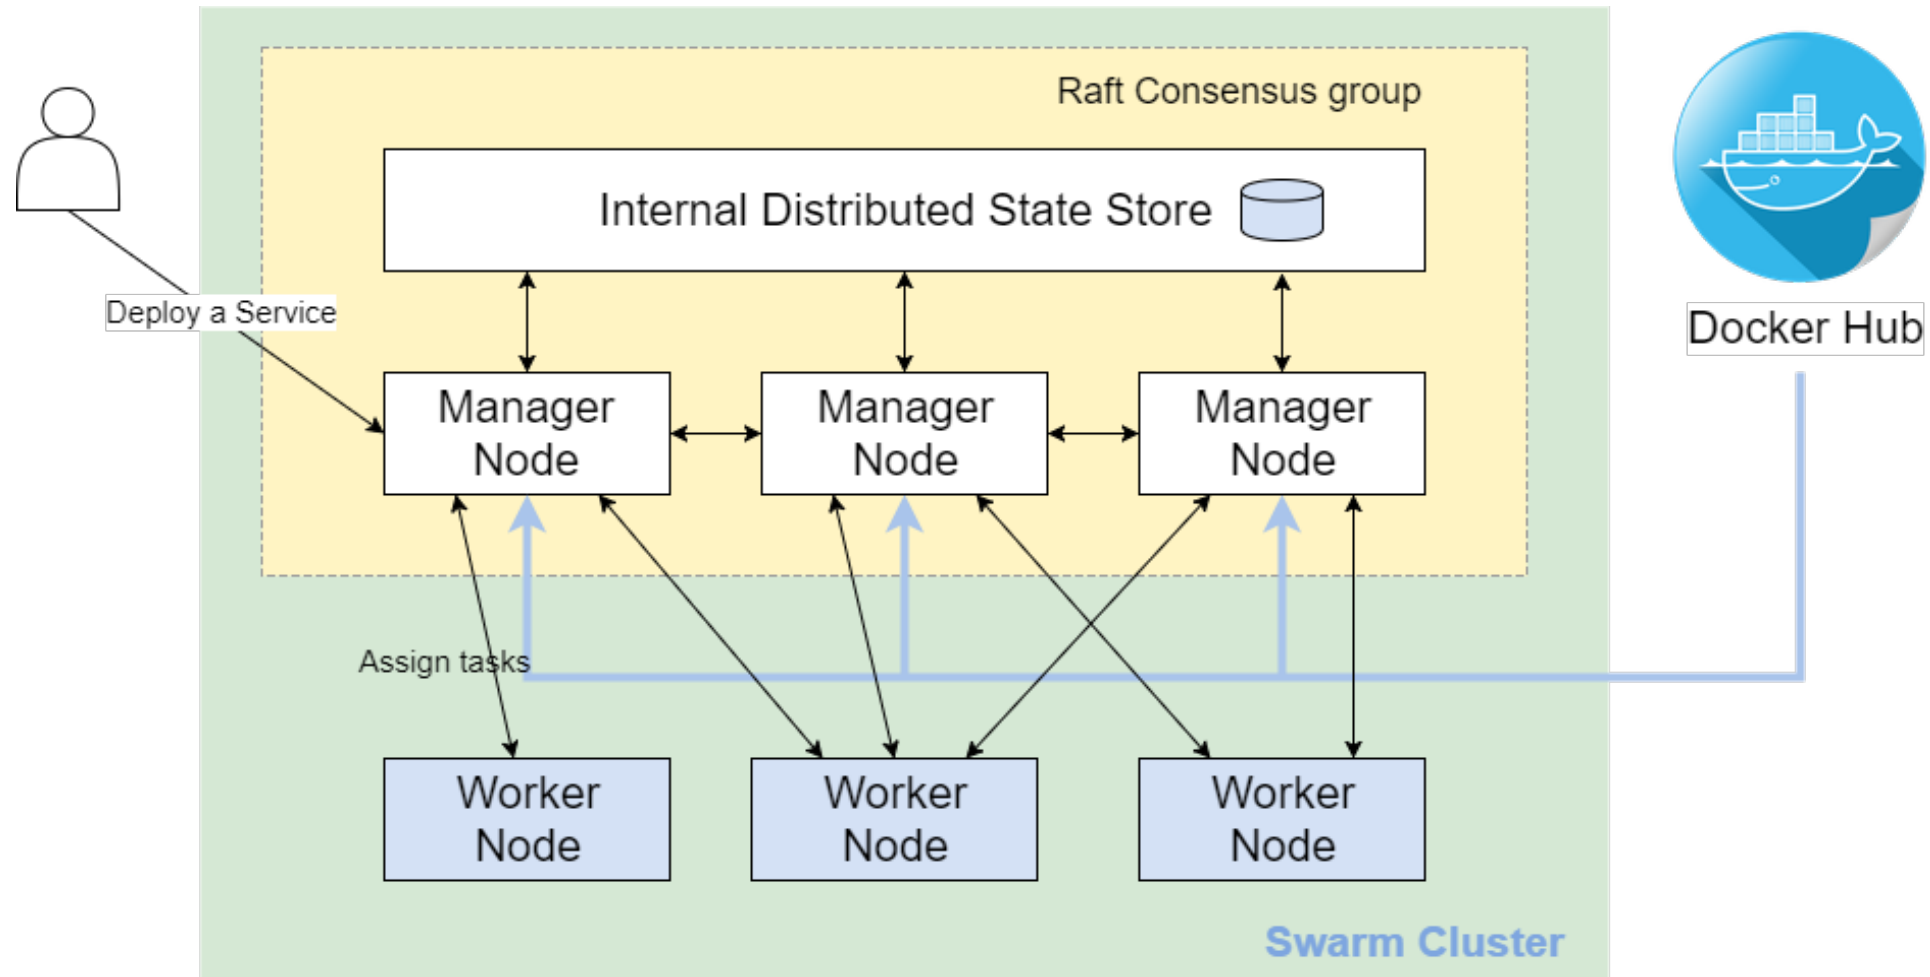 Raft Consensus group
Internal Distributed State Store
Deploy a Service
Docker Hub
Manager
Node
Manager
Node
Manager
Node
Assign tasks
Worker
Node
Worker
Node
Worker
Node
Swarm Cluster